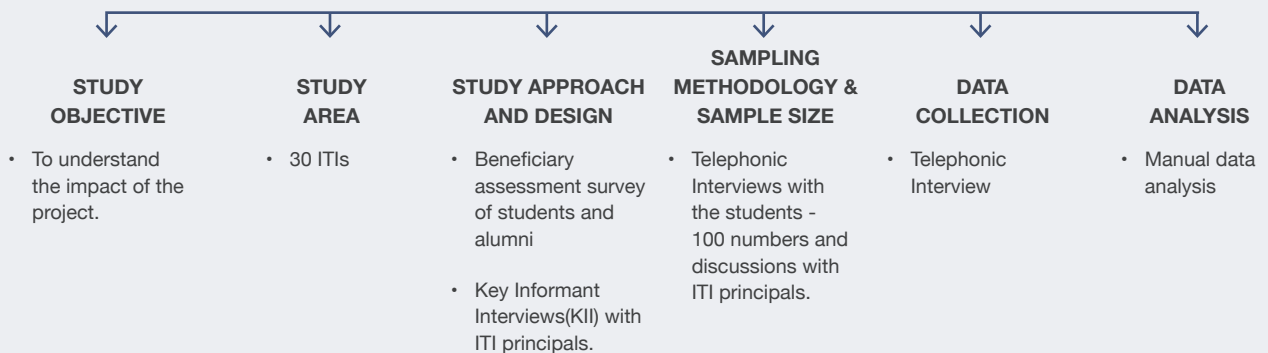 STUDY
OBJECTIVE
• To understand
the impact of the
project.
STUDY
AREA
• 30 ITIs
STUDY APPROACH
AND DESIGN
• Beneficiary
assessment survey
of students and
alumni
• Key Informant
Interviews(KII) with
ITI principals.
SAMPLING
METHODOLOGY &
SAMPLE SIZE
• Telephonic
Interviews with
the students -
100 numbers and
discussions with
ITI principals.
DATA
COLLECTION
• Telephonic
Interview
DATA
ANALYSIS
• Manual data
analysis